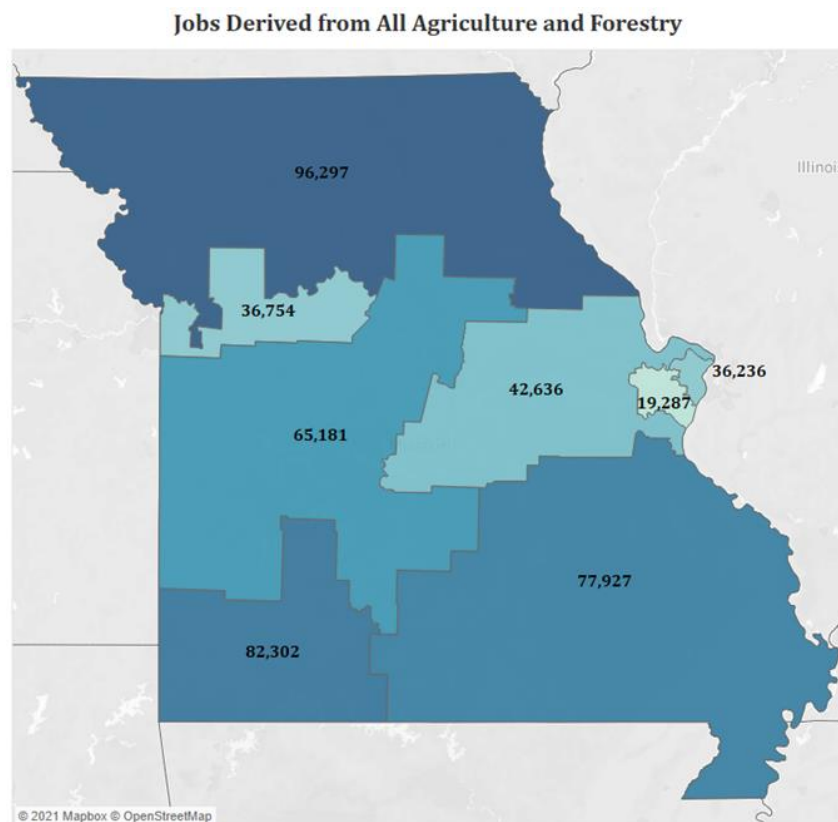 Jobs Derived from All Agriculture and Forestry
96,297
Illinois
36,754
36,236
42,636
19,287
65,181
77,927
82,302
© 2021 Mapbox © OpenStreetMap